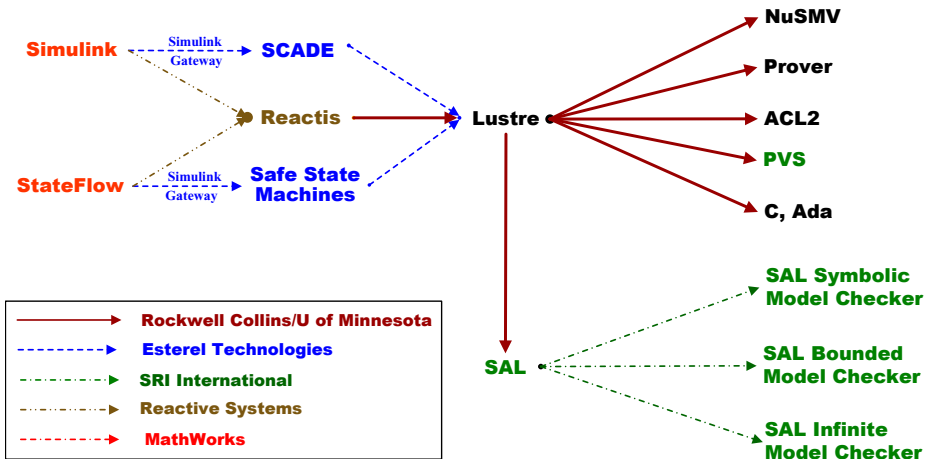 NuSMV
Simulink
Simulink
Gateway
SCADE
Prover
Reactis
Lustre
ACL2
PVS
StateFlow
Simulink
Gateway
Safe State
Machines
C, Ada
SAL Symbolic
Model Checker
Rockwell Collins/U of Minnesota
Esterel Technologies
SRI International
Reactive Systems
MathWorks
SAL
SAL Bounded
Model Checker
SAL Infinite
Model Checker